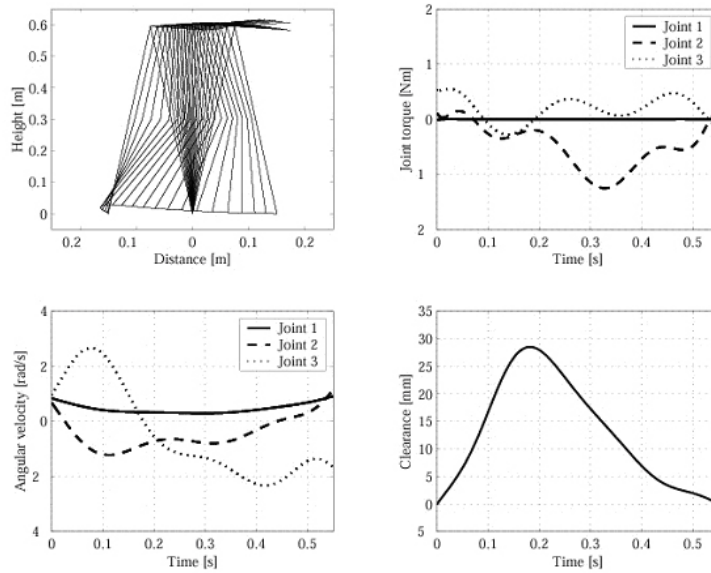 0.6
0.5
0.4
0.3
0.2
0.1
0
Height [m]
0.2 0.1 0 0.1 0.2
Distance [m]
2
1
0
1
2
Joint torque [Nm]
Joint 1
Joint 2
Joint 3
0 0.1 0.2 0.3 0.4 0.5
Time [s]
4
2
0
2
4
Angular velocity [rad/s]
Joint 1
Joint 2
Joint 3
0 0.1 0.2 0.3 0.4 0.5
Time [s]
35
30
25
20
15
10
5
0
5
Clearance [mm]
0 0.1 0.2 0.3 0.4 0.5
Time [s]